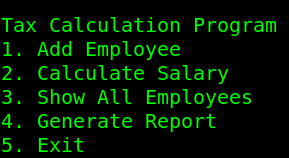 Tax Calculation Program
1. Add Employee
2. Calculate Salary
3. Show All Employees
4. Generate Report
5. Exit